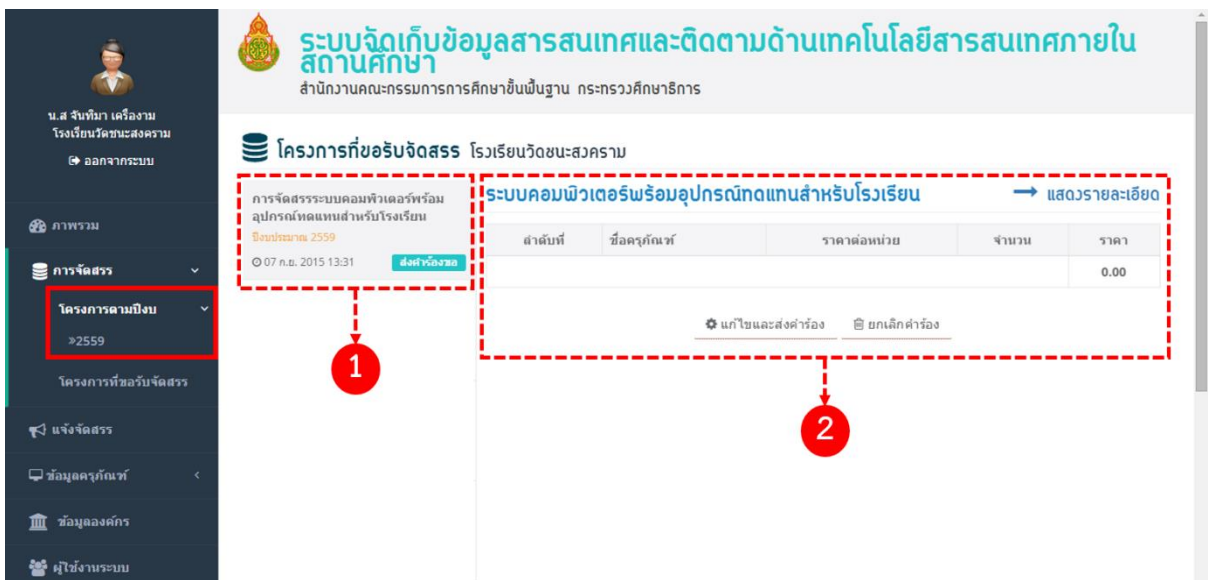 น.ส จันทิมา เครืองาม
โรงเรียนวัดชนะสงคราม
ออกจากระบบ
ภาพรวม
การจัดสรร
โครงการตามปีงบ
»2559
โครงการที่ขอรับจัดสรร
แจ้งจัดสรร
ข้อมูลครุภัณฑ์
ข้อมูลองค์กร
ผู้ใช้งานระบบ
ระบบจัดเก็บข้อมูลสารสนเทศและติดตามด้านเทคโนโลยีสารสนเทศภายใน
สถานศึกษา
สำนักงานคณะกรรมการการศึกษาขั้นพื้นฐาน กระทรวงศึกษาธิการ
โครงการที่ขอรับจัดสรร โรงเรียนวัดชนะสงคราม
การจัดสรรระบบคอมพิวเตอร์พร้อม
อุปกรณ์ทดแทนสำหรับโรงเรียน
ปีงบประมาณ 2559
07 ก.ย. 2015 13:31 ส่งคำร้องขอ
1
ระบบคอมพิวเตอร์พร้อมอุปกรณ์ทดแทนสำหรับโรงเรียน → แสดงรายละเอียด
ลำดับที่ ชื่อครุภัณฑ์ ราคาต่อหน่วย จำนวน ราคา
0.00
แก้ไขและส่งคำร้อง ยกเลิกคำร้อง
2